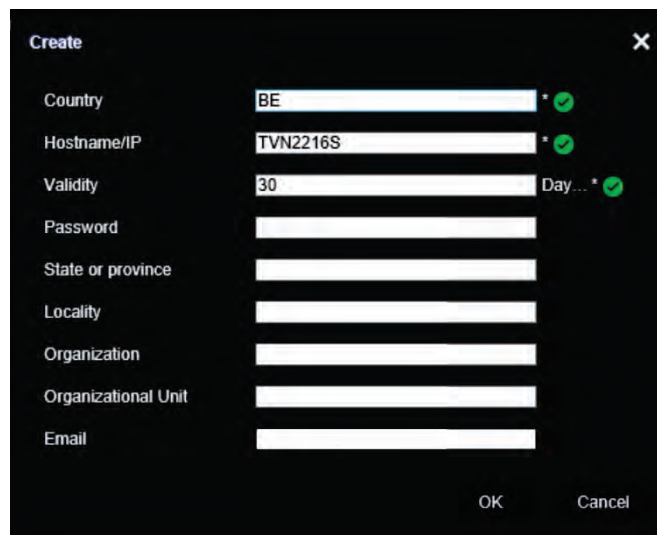 Create
Country BE *
Hostname/IP TVN2216S *
Validity 30 Day... *
Password
State or province
Locality
Organization
Organizational Unit
Email
OK Cancel